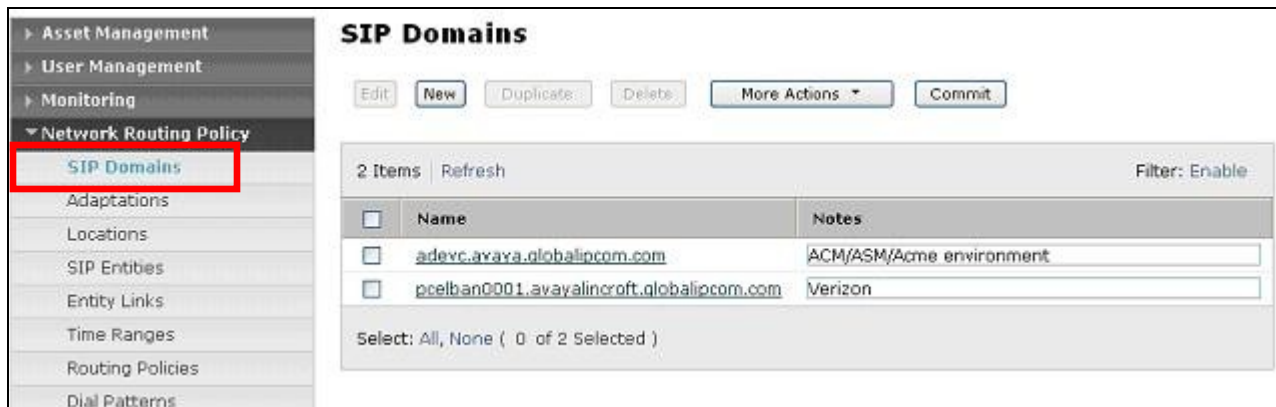 Asset Management
User Management
Monitoring
Network Routing Policy
SIP Domains
Adaptations
Locations
SIP Entities
Entity Links
Time Ranges
Routing Policies
Dial Patterns
SIP Domains
Edit New Duplicate Delete More Actions Commit
2 Items | Refresh Filter: Enable
Name Notes
adevc.avaya.globalipcom.com ACM/ASM/Acme environment
pcelban0001.avayalincroft.globalipcom.com Verizon
Select: All, None ( 0 of 2 Selected )